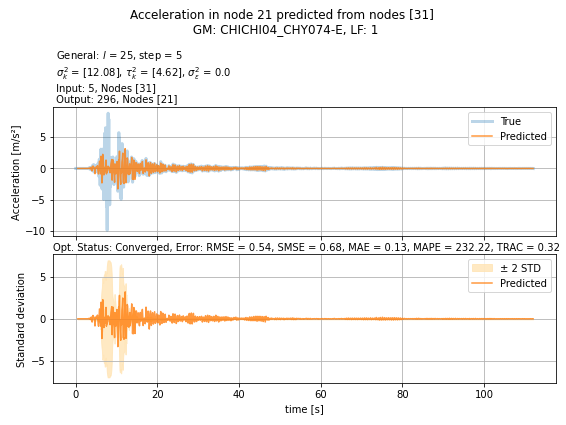 Acceleration in node 21 predicted from nodes [31]
GM: CHICHI04_CHY074-E, LF: 1
General: l = 25, step = 5
σ²ₖ = [12.08], τ²ₖ = [4.62], σ²_ε = 0.0
Input: 5, Nodes [31]
Output: 296, Nodes [21]
True
Predicted
Acceleration [m/s²]
5
0
−5
−10
Opt. Status: Converged, Error: RMSE = 0.54, SMSE = 0.68, MAE = 0.13, MAPE = 232.22, TRAC = 0.32
± 2 STD
Predicted
Standard deviation
5
0
−5
0 20 40 60 80 100
time [s]